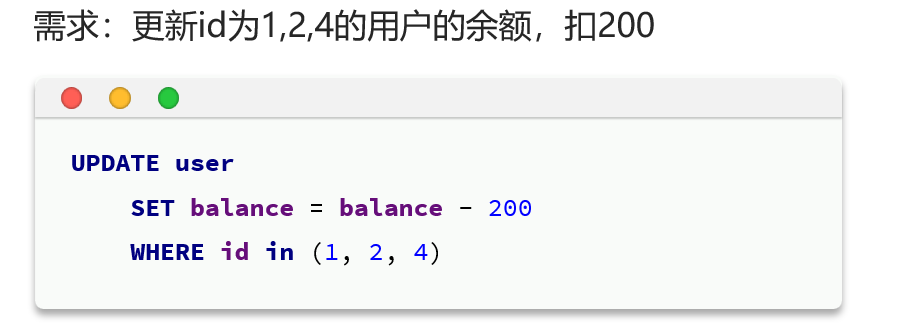 需求：更新id为1,2,4的用户的余额，扣200
UPDATE user
SET balance = balance - 200
WHERE id in (1, 2, 4)